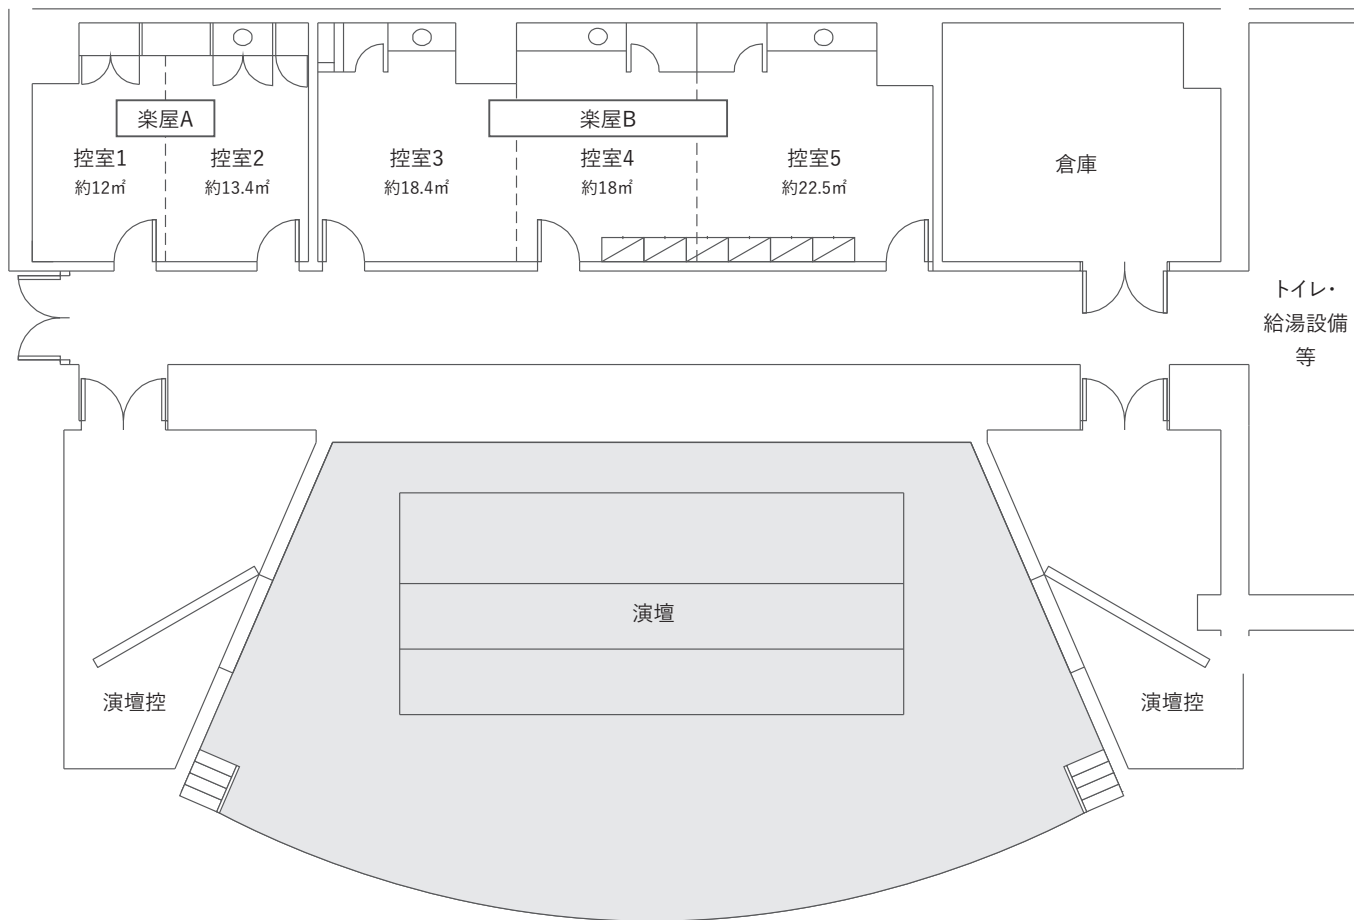 楽屋A
楽屋B
控室1
約12㎡
控室2
約13.4㎡
控室3
約18.4㎡
控室4
約18㎡
控室5
約22.5㎡
倉庫
トイレ・
給湯設備
等
演壇
演壇控
演壇控